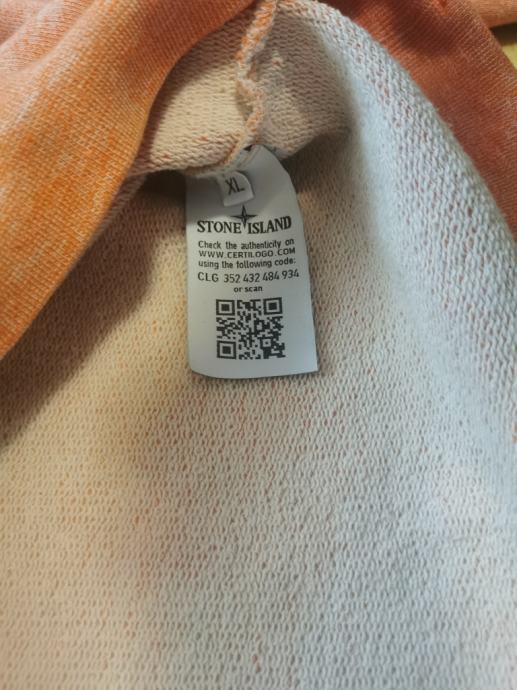 XL
STONE ISLAND
Check the authenticity on
WWW.CERTILOGO.COM
using the following code:
CLG 352 432 484 934
or scan